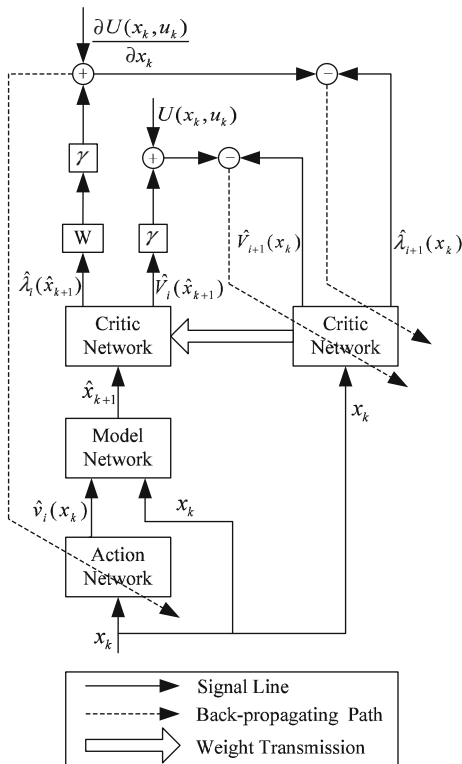 ∂U(x_k, u_k)
∂x_k
+
−
γ
U(x_k, u_k)
+
−
W
γ
V̂_{i+1}(x_k)
λ̂_{i+1}(x_k)
λ̂_i(x̂_{k+1})
V̂_i(x̂_{k+1})
Critic
Network
Critic
Network
x̂_{k+1}
x_k
Model
Network
v̂_i(x_k)
x_k
Action
Network
x_k
Signal Line
Back-propagating Path
Weight Transmission